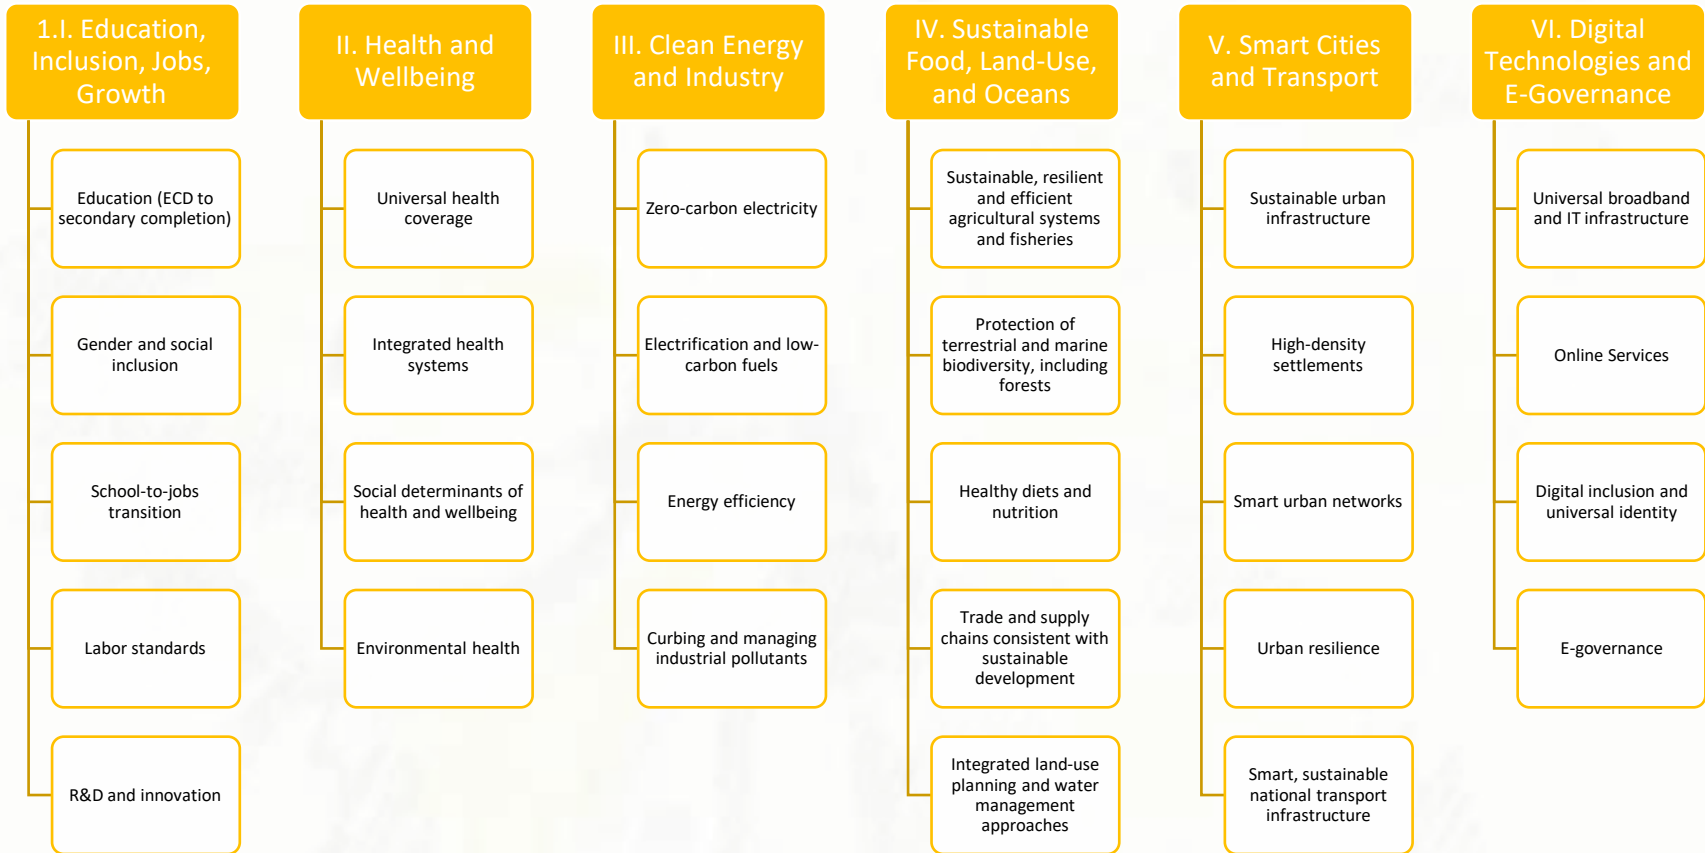 1.I. Education,
Inclusion, Jobs,
Growth
Education (ECD to
secondary completion)
Gender and social
inclusion
School-to-jobs
transition
Labor standards
R&D and innovation
II. Health and
Wellbeing
Universal health
coverage
Integrated health
systems
Social determinants of
health and wellbeing
Environmental health
III. Clean Energy
and Industry
Zero-carbon electricity
Electrification and low-
carbon fuels
Energy efficiency
Curbing and managing
industrial pollutants
IV. Sustainable
Food, Land-Use,
and Oceans
Sustainable, resilient
and efficient
agricultural systems
and fisheries
Protection of
terrestrial and marine
biodiversity, including
forests
Healthy diets and
nutrition
Trade and supply
chains consistent with
sustainable
development
Integrated land-use
planning and water
management
approaches
V. Smart Cities
and Transport
Sustainable urban
infrastructure
High-density
settlements
Smart urban networks
Urban resilience
Smart, sustainable
national transport
infrastructure
VI. Digital
Technologies and
E-Governance
Universal broadband
and IT infrastructure
Online Services
Digital inclusion and
universal identity
E-governance